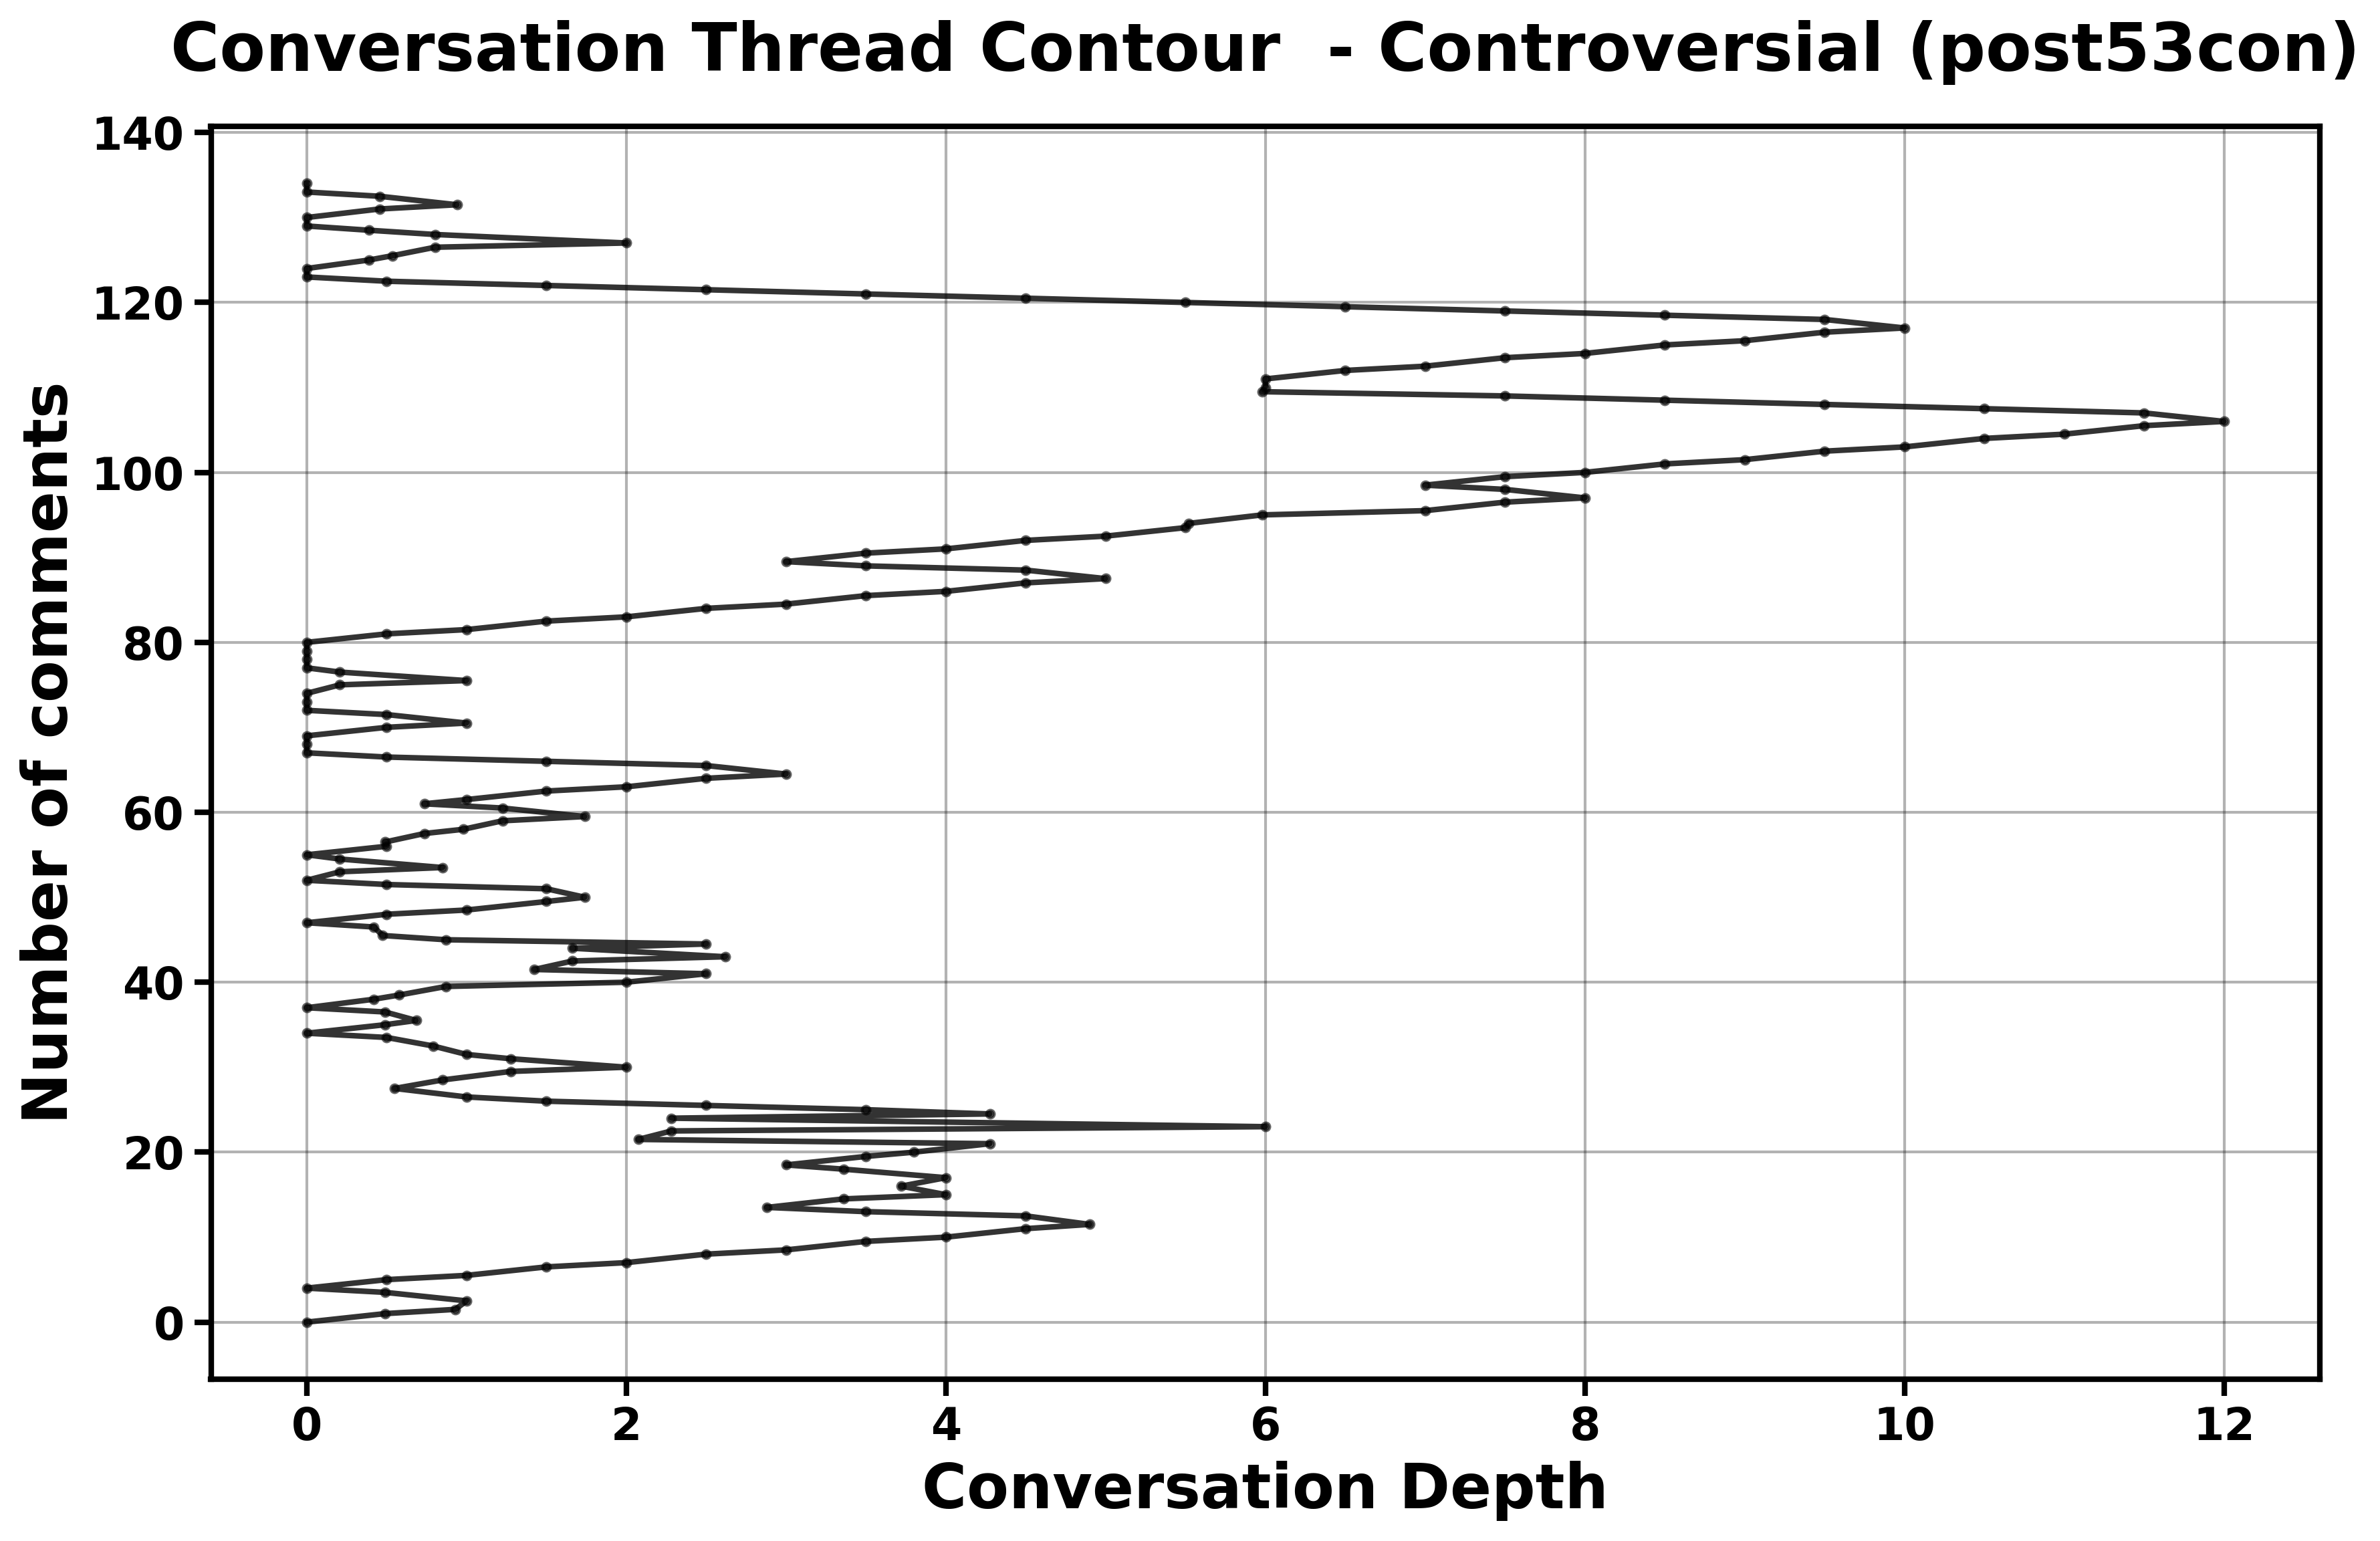 Conversation Thread Contour  - Controversial (post53con)
140
120
100
80
60
40
20
0
Number of comments
0 2 4 6 8 10 12
Conversation Depth